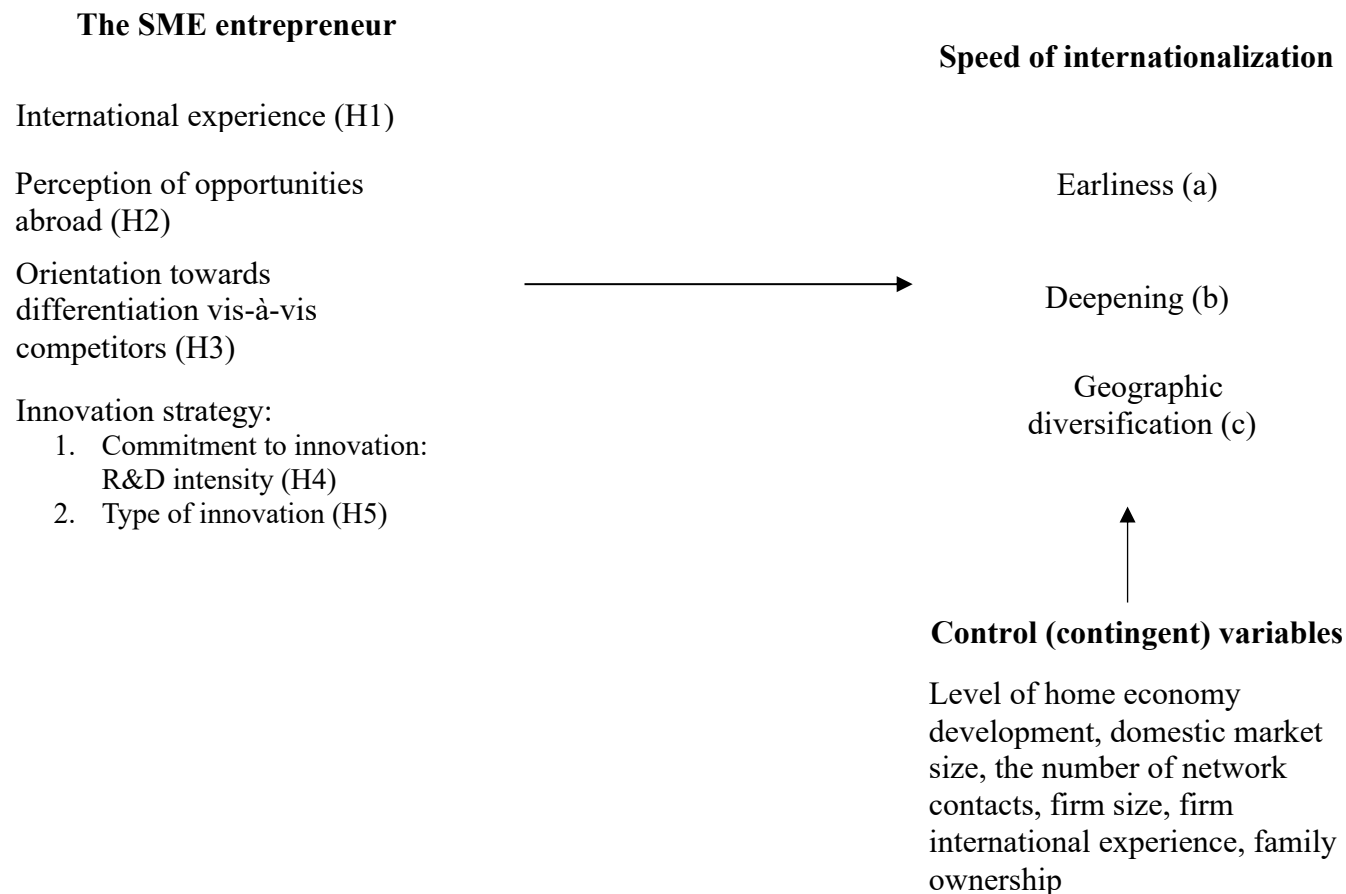 The SME entrepreneur
International experience (H1)
Perception of opportunities
abroad (H2)
Orientation towards
differentiation vis-à-vis
competitors (H3)
Innovation strategy:
1. Commitment to innovation:
R&D intensity (H4)
2. Type of innovation (H5)
Speed of internationalization
Earliness (a)
Deepening (b)
Geographic
diversification (c)
Control (contingent) variables
Level of home economy
development, domestic market
size, the number of network
contacts, firm size, firm
international experience, family
ownership